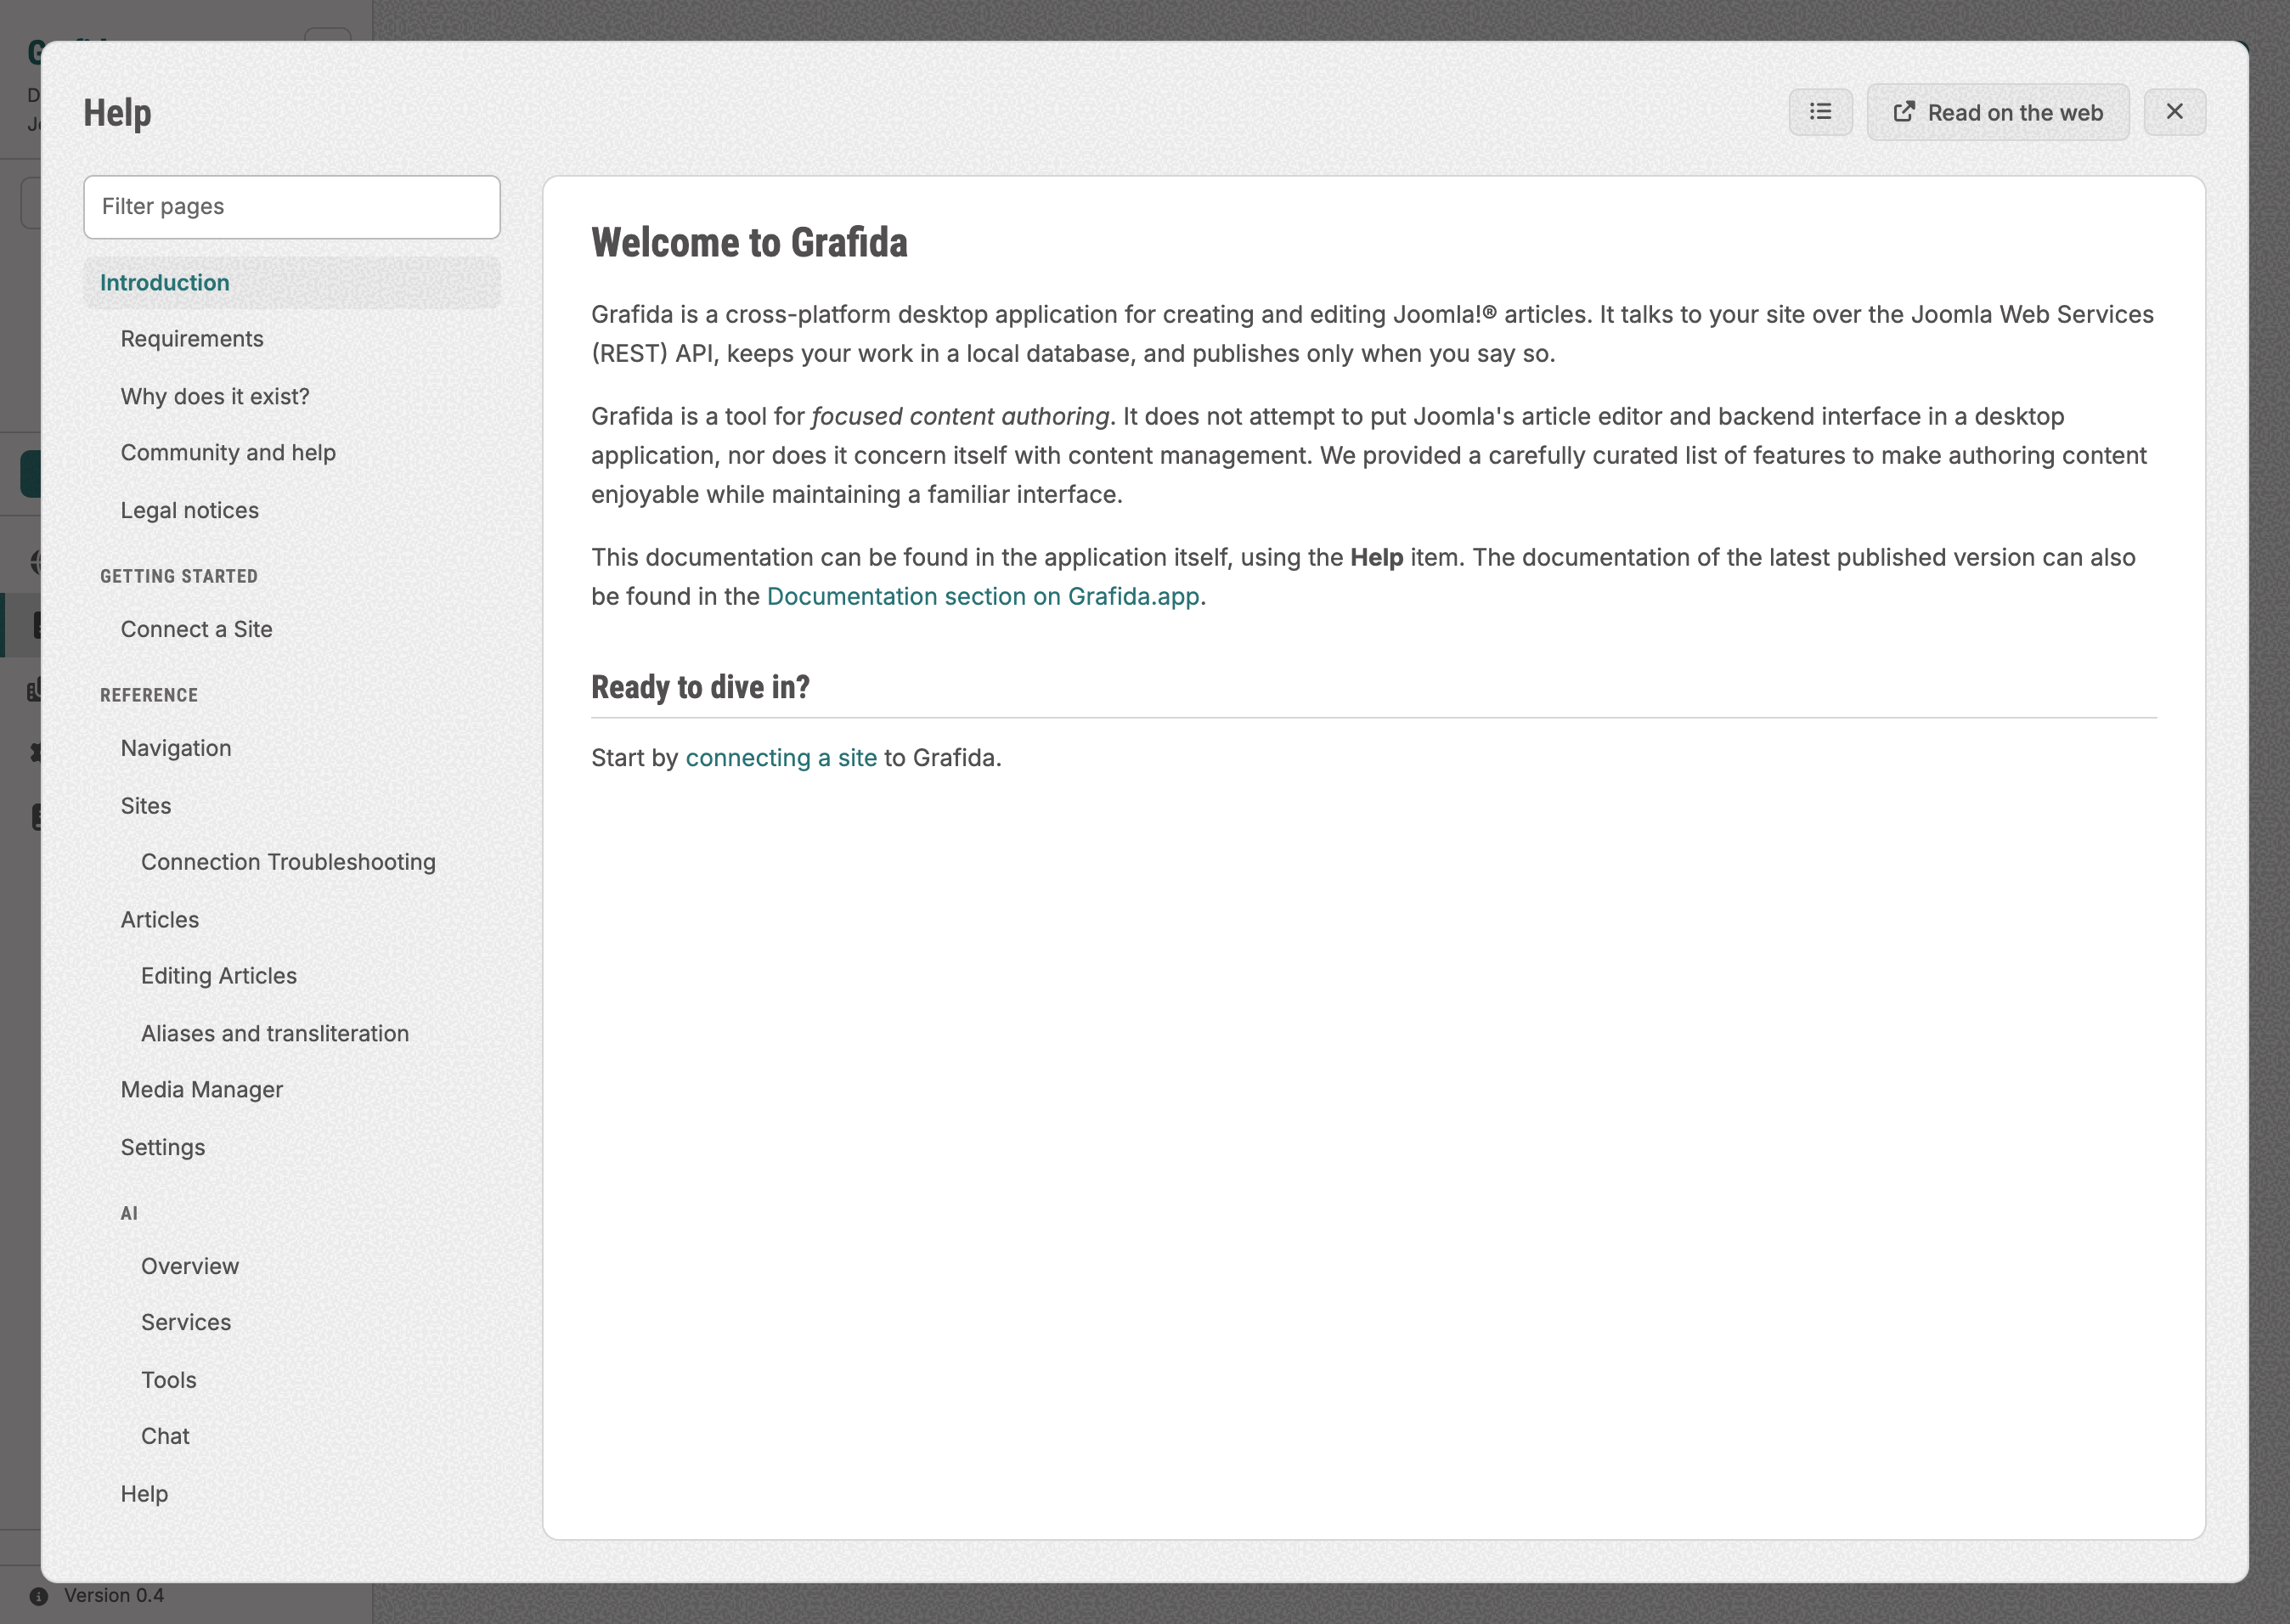 Help
Read on the web
Filter pages
Introduction
Requirements
Why does it exist?
Community and help
Legal notices
GETTING STARTED
Connect a Site
REFERENCE
Navigation
Sites
Connection Troubleshooting
Articles
Editing Articles
Aliases and transliteration
Media Manager
Settings
AI
Overview
Services
Tools
Chat
Help
Welcome to Grafida
Grafida is a cross-platform desktop application for creating and editing Joomla!® articles. It talks to your site over the Joomla Web Services
(REST) API, keeps your work in a local database, and publishes only when you say so.
Grafida is a tool for focused content authoring. It does not attempt to put Joomla's article editor and backend interface in a desktop
application, nor does it concern itself with content management. We provided a carefully curated list of features to make authoring content
enjoyable while maintaining a familiar interface.
This documentation can be found in the application itself, using the Help item. The documentation of the latest published version can also
be found in the Documentation section on Grafida.app.
Ready to dive in?
Start by connecting a site to Grafida.
Version 0.4